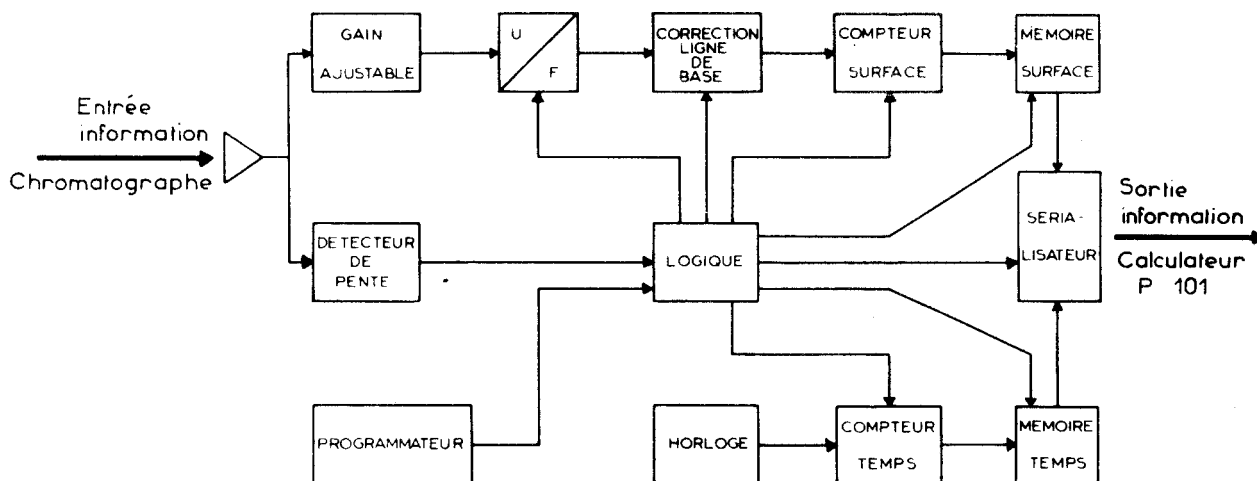 GAIN
AJUSTABLE
U
F
CORRECTION
LIGNE
DE
BASE
COMPTEUR
SURFACE
MEMOIRE
SURFACE
Entrée
information
Chromatographe
DETECTEUR
DE
PENTE
LOGIQUE
SERIA-
LISATEUR
Sortie
information
Calculateur
P 101
PROGRAMMATEUR
HORLOGE
COMPTEUR
TEMPS
MEMOIRE
TEMPS